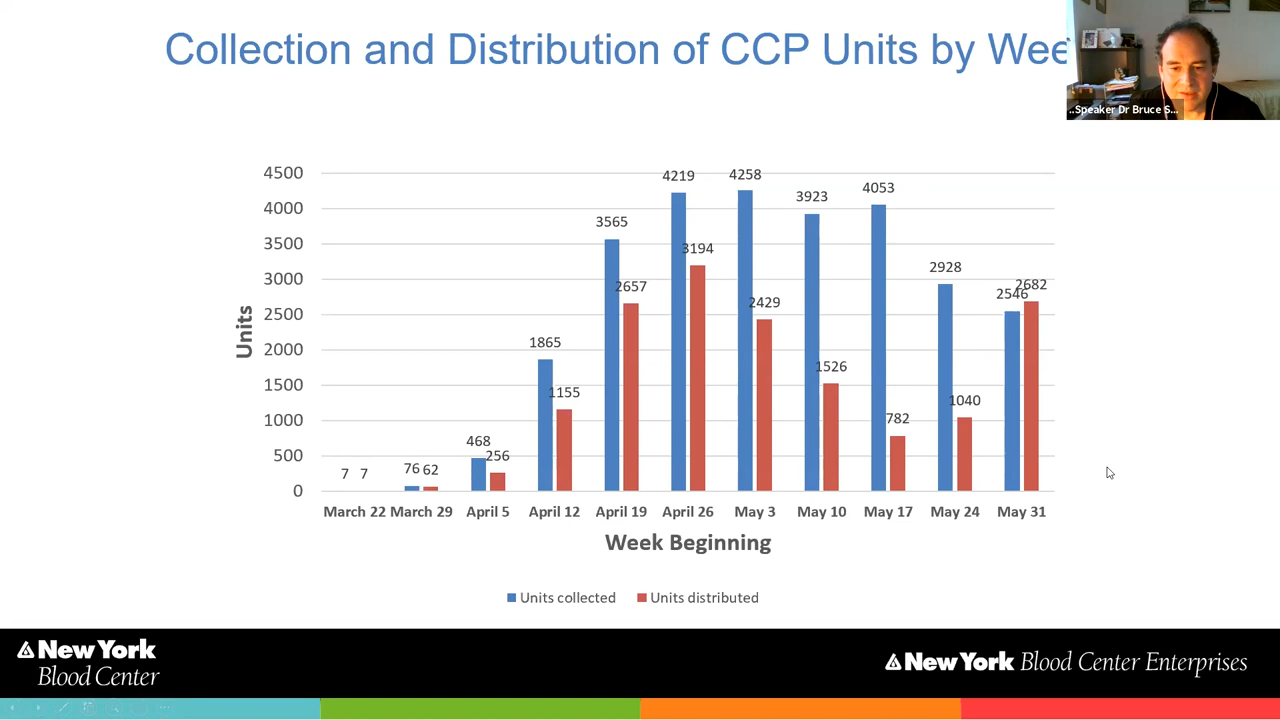 Collection and Distribution of CCP Units by Wee
..Speaker Dr Bruce S...
4500
4000
3500
3000
2500
2000
1500
1000
500
0
Units
7 7
76 62
468 256
1865 1155
3565 2657
4219 3194
4258 2429
3923 1526
4053 782
2928 1040
2546 2682
March 22 March 29 April 5 April 12 April 19 April 26 May 3 May 10 May 17 May 24 May 31
Week Beginning
Units collected Units distributed
New York
Blood Center
New York Blood Center Enterprises